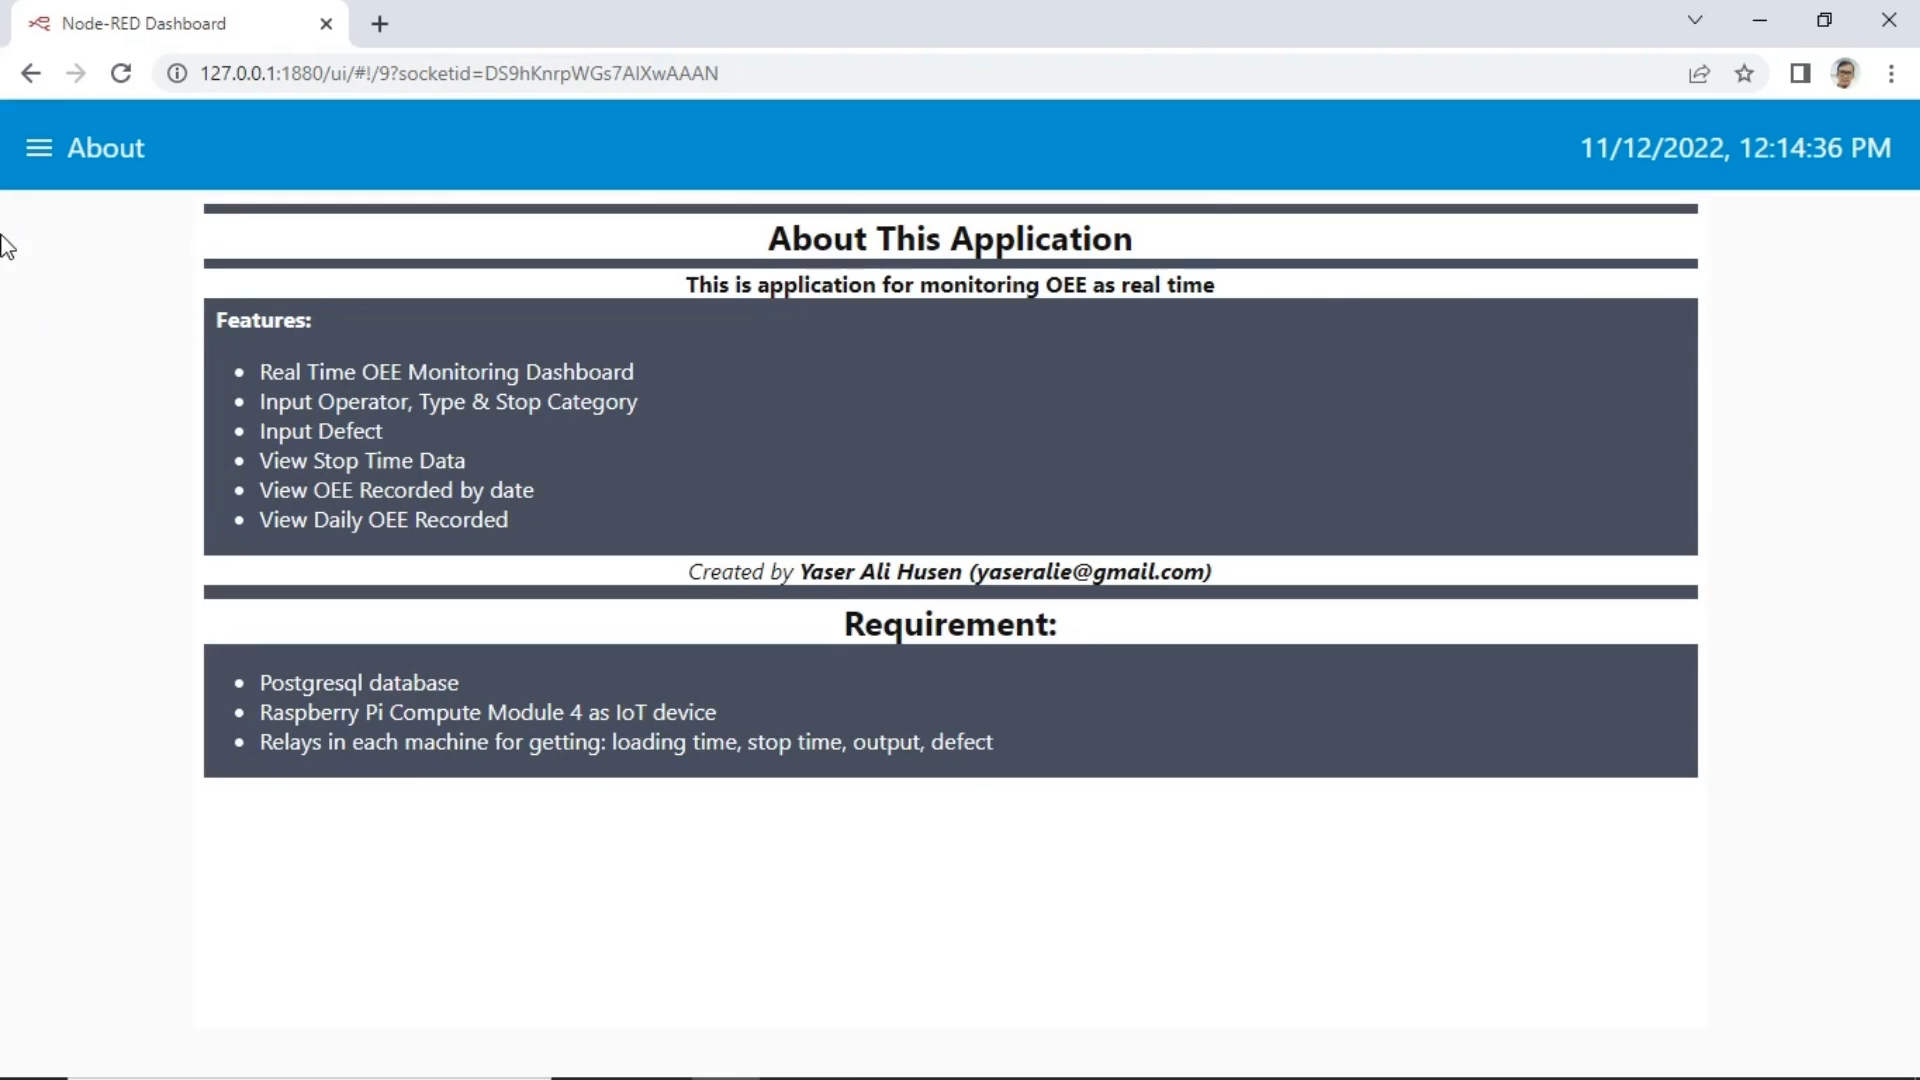 Node-RED Dashboard
127.0.0.1:1880/ui/#!/9?socketid=DS9hKnrpWGs7AlXwAAAN
About
11/12/2022, 12:14:36 PM
About This Application
This is application for monitoring OEE as real time
Features:
Real Time OEE Monitoring Dashboard
Input Operator, Type & Stop Category
Input Defect
View Stop Time Data
View OEE Recorded by date
View Daily OEE Recorded
Created by Yaser Ali Husen (yaseralie@gmail.com)
Requirement:
Postgresql database
Raspberry Pi Compute Module 4 as IoT device
Relays in each machine for getting: loading time, stop time, output, defect